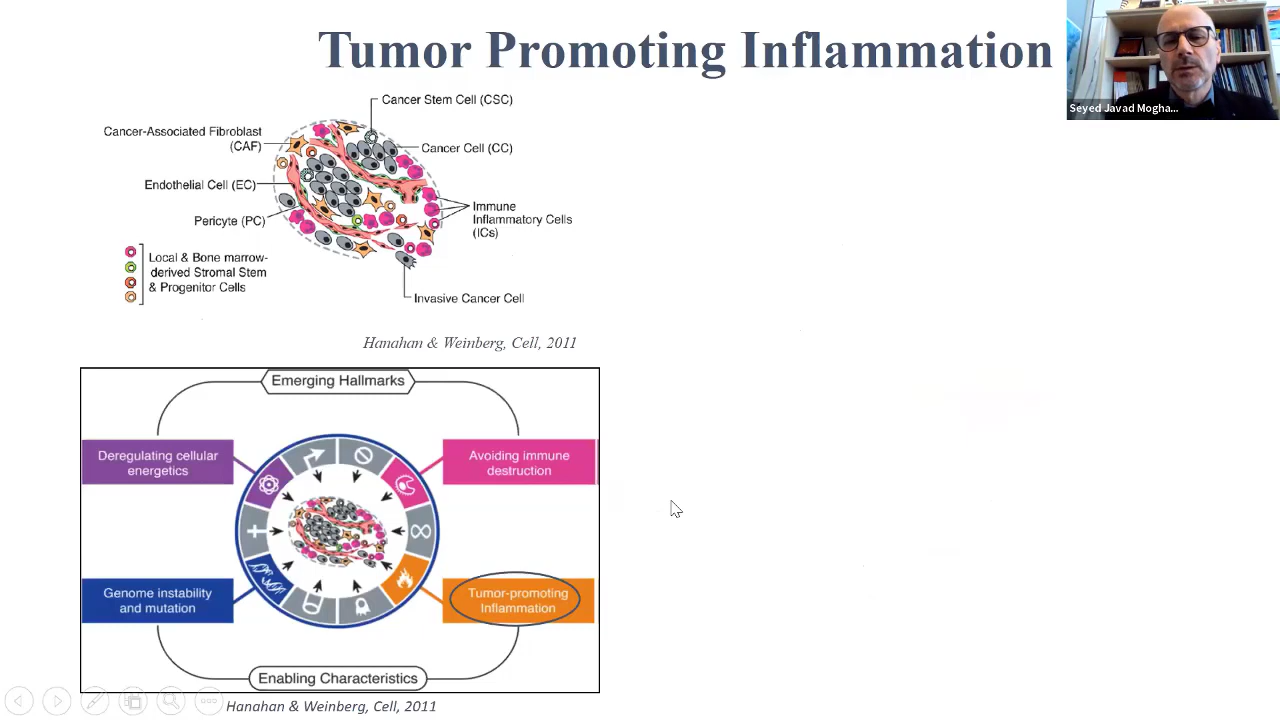 Tumor Promoting Inflammation
Seyed Javad Mogha...
Cancer Stem Cell (CSC)
Cancer-Associated Fibroblast
(CAF)
Cancer Cell (CC)
Endothelial Cell (EC)
Immune
Inflammatory Cells
(ICs)
Pericyte (PC)
Local & Bone marrow-
derived Stromal Stem
& Progenitor Cells
Invasive Cancer Cell
Hanahan & Weinberg, Cell, 2011
Emerging Hallmarks
Deregulating cellular
energetics
Avoiding immune
destruction
Genome instability
and mutation
Tumor-promoting
Inflammation
Enabling Characteristics
Hanahan & Weinberg, Cell, 2011